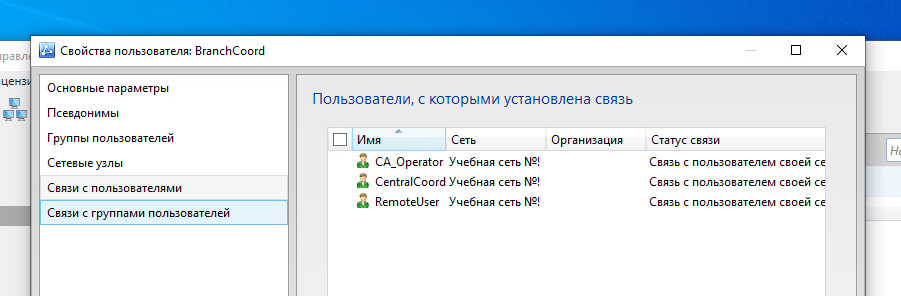 Свойства пользователя: BranchCoord
Основные параметры
Псевдонимы
Группы пользователей
Сетевые узлы
Связи с пользователями
Связи с группами пользователей
Пользователи, с которыми установлена связь
Имя Сеть Организация Статус связи
CA_Operator Учебная сеть №! Связь с пользователем своей се
CentralCoord Учебная сеть №! Связь с пользователем своей се
RemoteUser Учебная сеть №! Связь с пользователем своей се